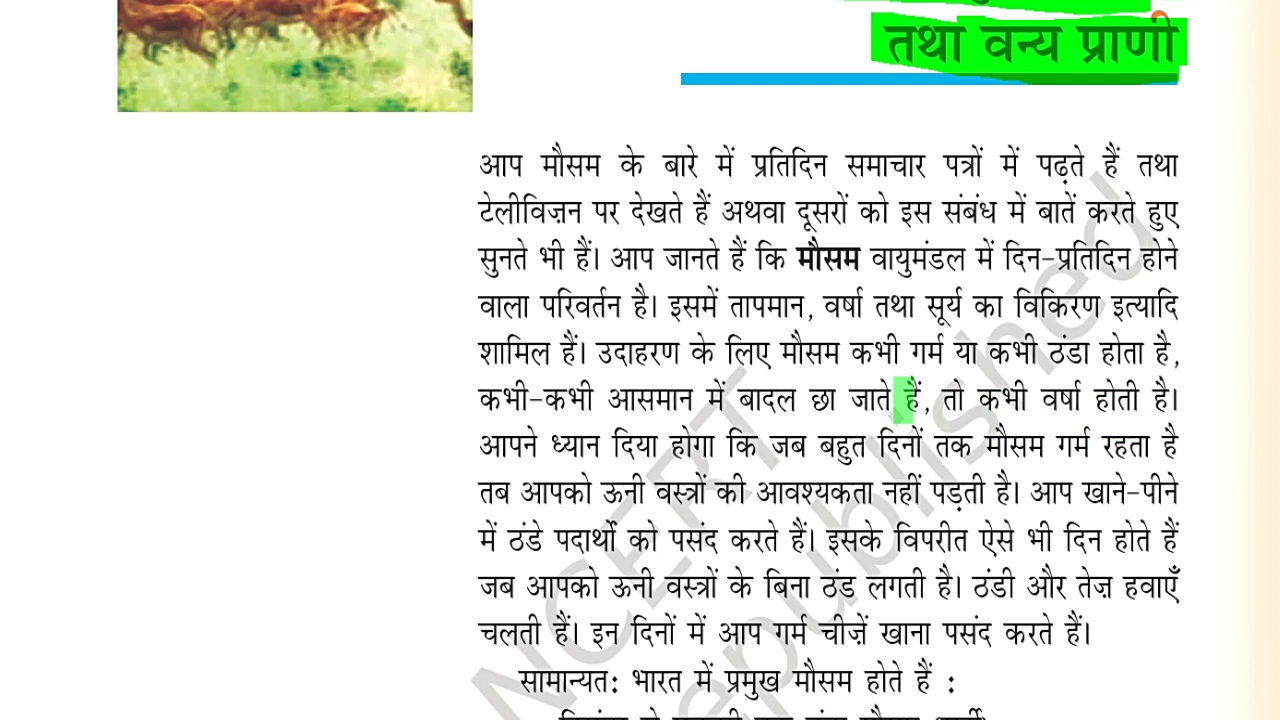 तथा वन्य प्राणी
आप मौसम के बारे में प्रतिदिन समाचार पत्रों में पढ़ते हैं तथा
टेलीविज़न पर देखते हैं अथवा दूसरों को इस संबंध में बातें करते हुए
सुनते भी हैं। आप जानते हैं कि मौसम वायुमंडल में दिन-प्रतिदिन होने
वाला परिवर्तन है। इसमें तापमान, वर्षा तथा सूर्य का विकिरण इत्यादि
शामिल हैं। उदाहरण के लिए मौसम कभी गर्म या कभी ठंडा होता है,
कभी-कभी आसमान में बादल छा जाते हैं, तो कभी वर्षा होती है।
आपने ध्यान दिया होगा कि जब बहुत दिनों तक मौसम गर्म रहता है
तब आपको ऊनी वस्त्रों की आवश्यकता नहीं पड़ती है। आप खाने-पीने
में ठंडे पदार्थों को पसंद करते हैं। इसके विपरीत ऐसे भी दिन होते हैं
जब आपको ऊनी वस्त्रों के बिना ठंड लगती है। ठंडी और तेज़ हवाएँ
चलती हैं। इन दिनों में आप गर्म चीज़ें खाना पसंद करते हैं।
सामान्यत: भारत में प्रमुख मौसम होते हैं :
NCERT
republished